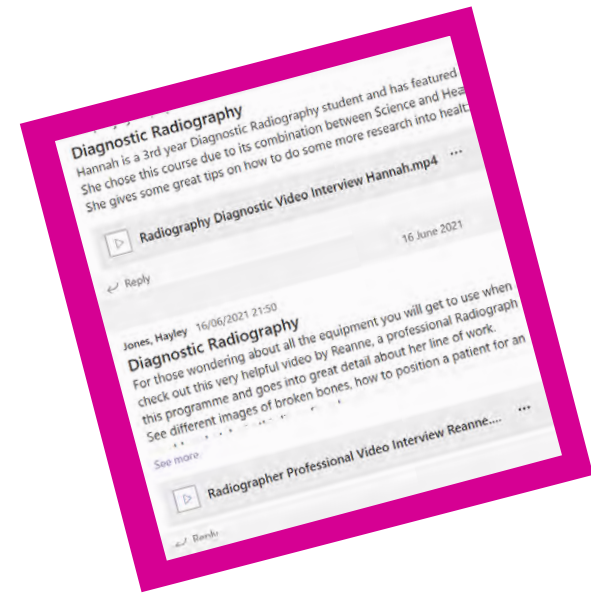 Diagnostic Radiography
Hannah is a 3rd year Diagnostic Radiography student and has featured
She chose this course due to its combination between Science and Hea
She gives some great tips on how to do some more research into healt
Radiography Diagnostic Video Interview Hannah.mp4 ...
Reply
16 June 2021
Jones, Hayley 16/06/2021 21:50
Diagnostic Radiography
For those wondering about all the equipment you will get to use when
check out this very helpful video by Reanne, a professional Radiograph
this programme and goes into great detail about her line of work.
See different images of broken bones, how to position a patient for an
See more
Radiographer Professional Video Interview Reanne.... ...
Reply